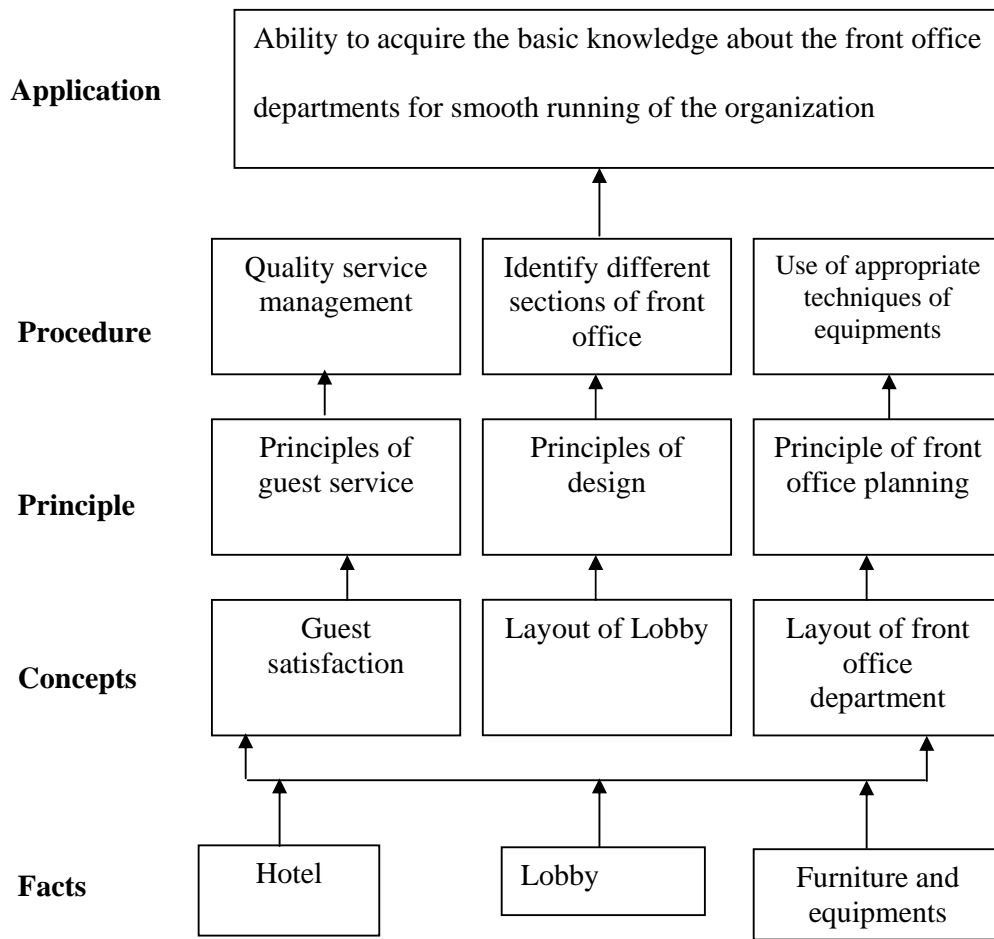 Ability to acquire the basic knowledge about the front office
departments for smooth running of the organization
Application
Quality service
management
Identify different
sections of front
office
Use of appropriate
techniques of
equipments
Procedure
Principles of
guest service
Principles of
design
Principle of front
office planning
Principle
Guest
satisfaction
Layout of Lobby
Layout of front
office
department
Concepts
Hotel
Lobby
Furniture and
equipments
Facts